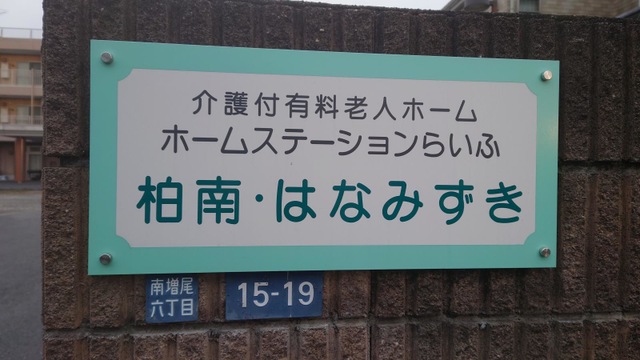 介護付有料老人ホーム
ホームステーションらいふ
柏南・はなみずき
南増尾
六丁目
15-19